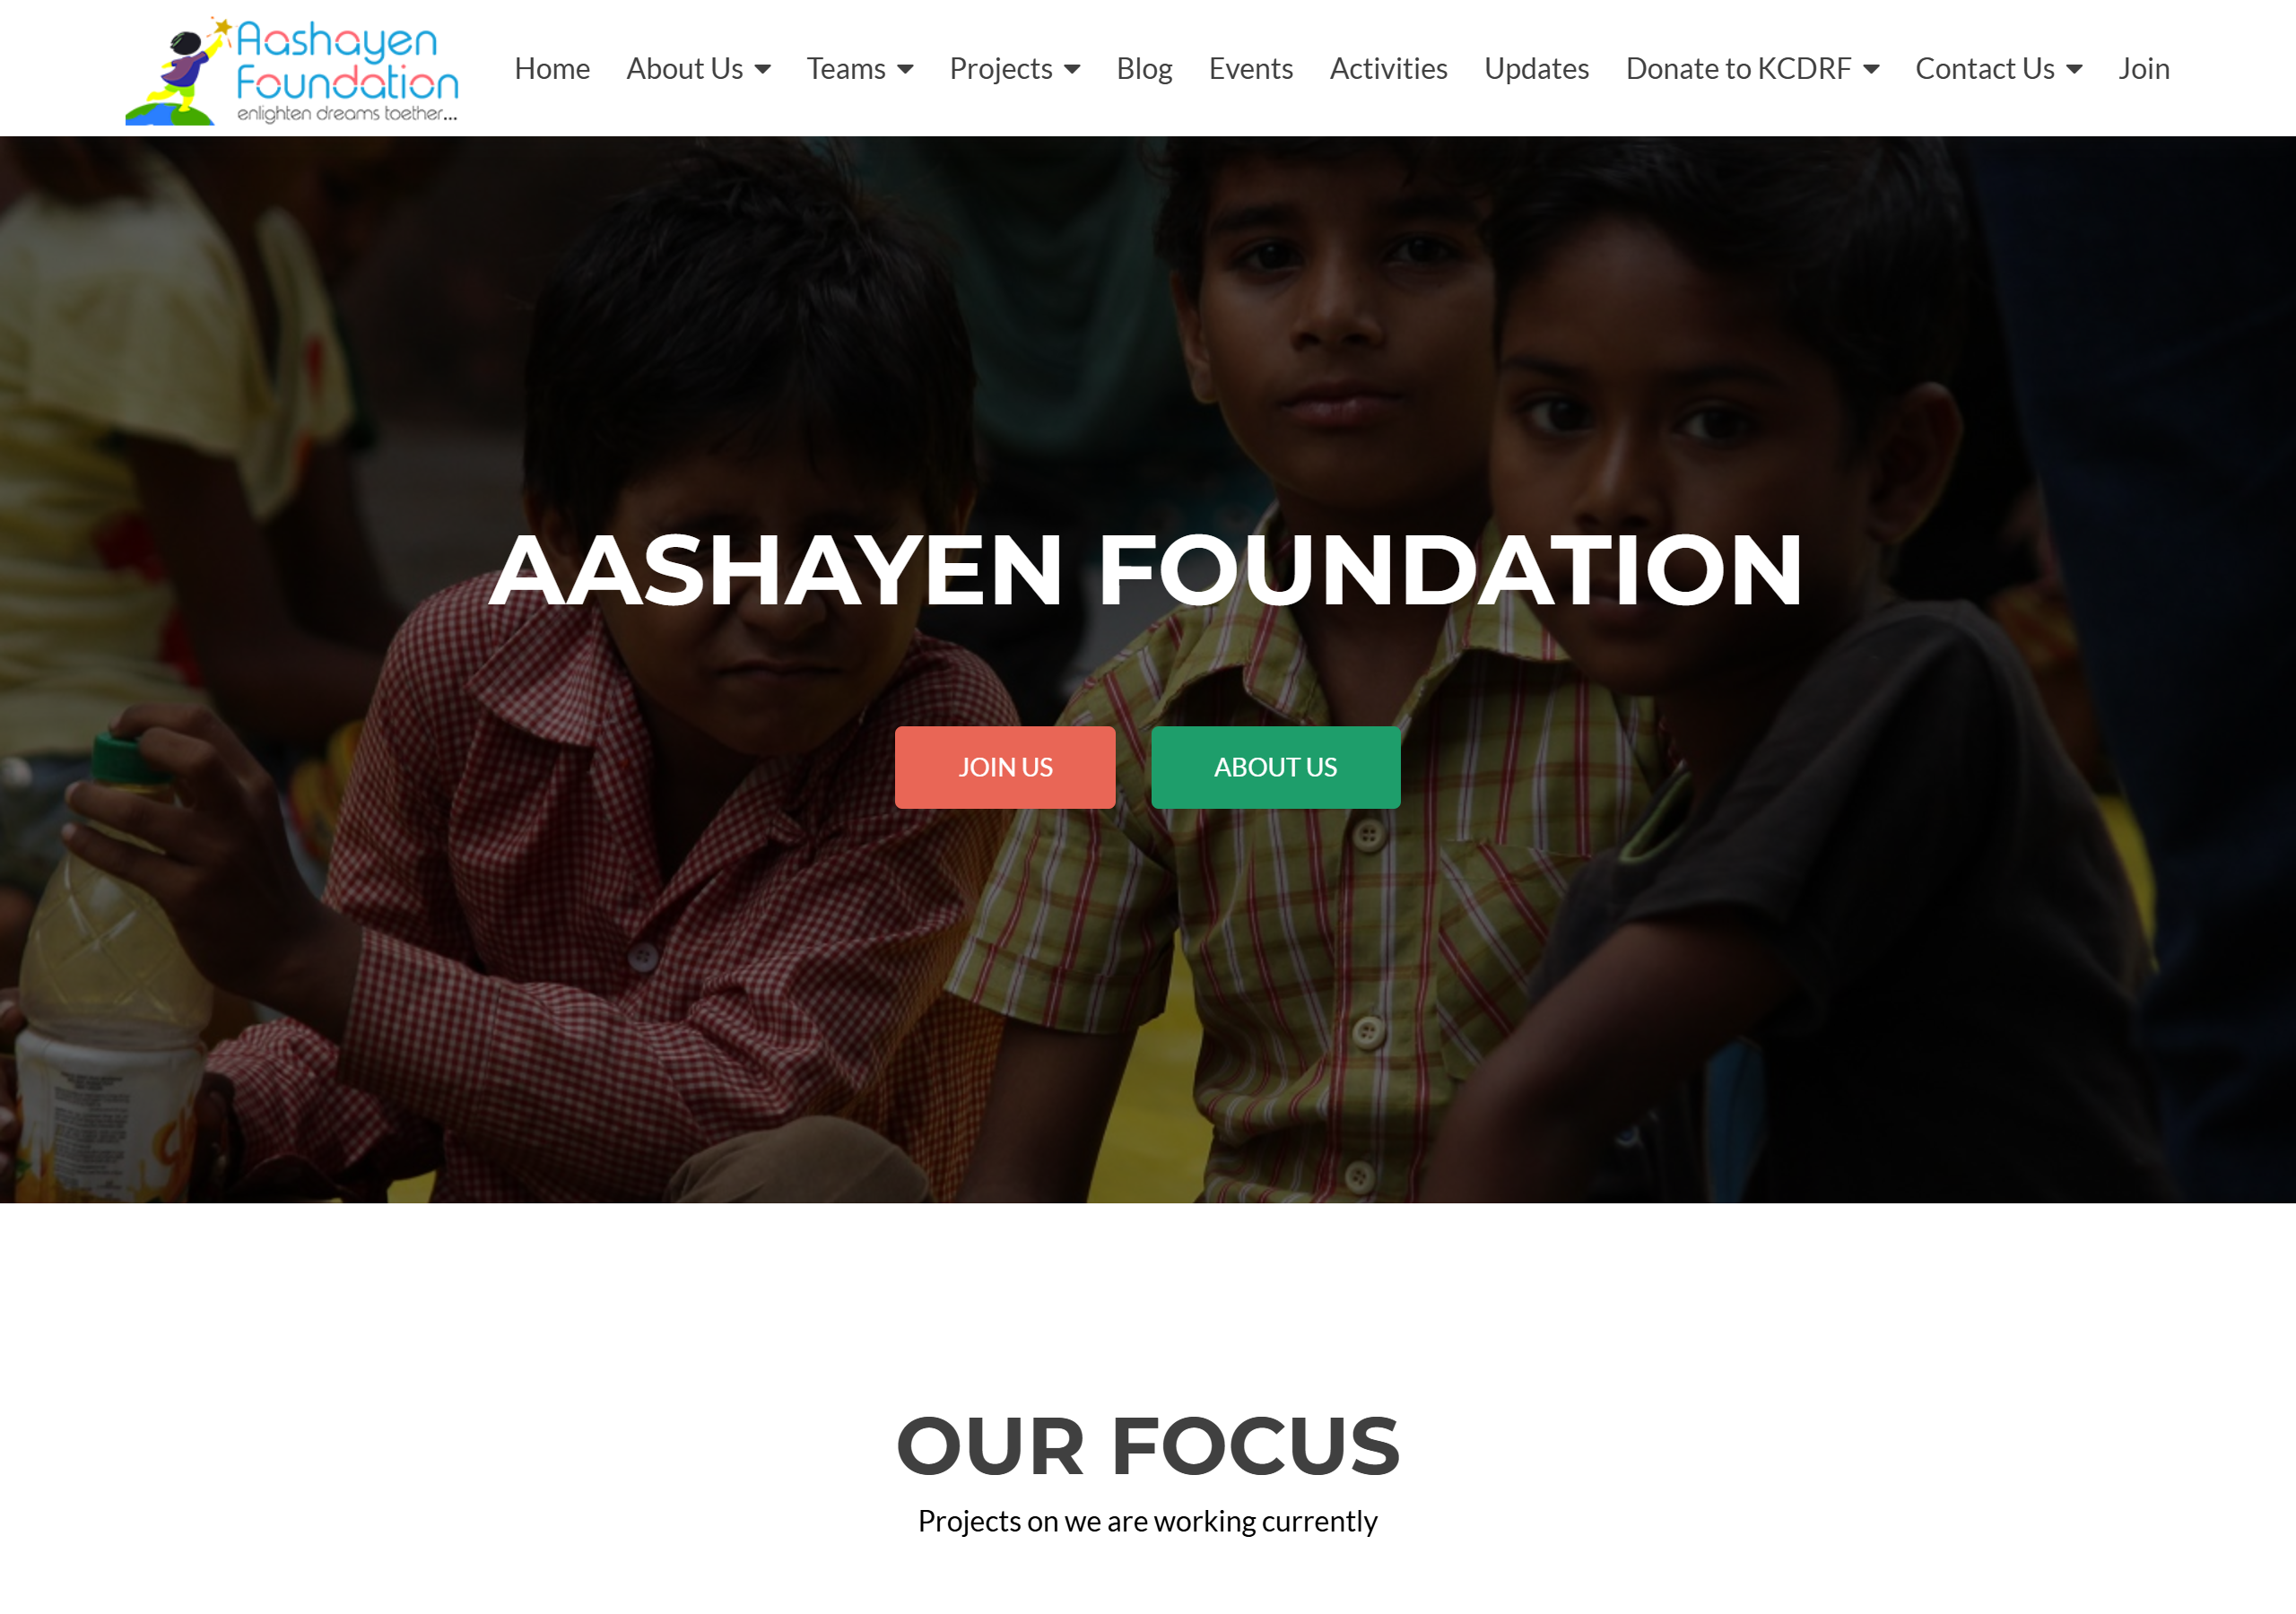 Aashayen
Foundation
enlighten dreams toether...
Home About Us Teams Projects Blog Events Activities Updates Donate to KCDRF Contact Us Join
AASHAYEN FOUNDATION
JOIN US ABOUT US
OUR FOCUS
Projects on we are working currently